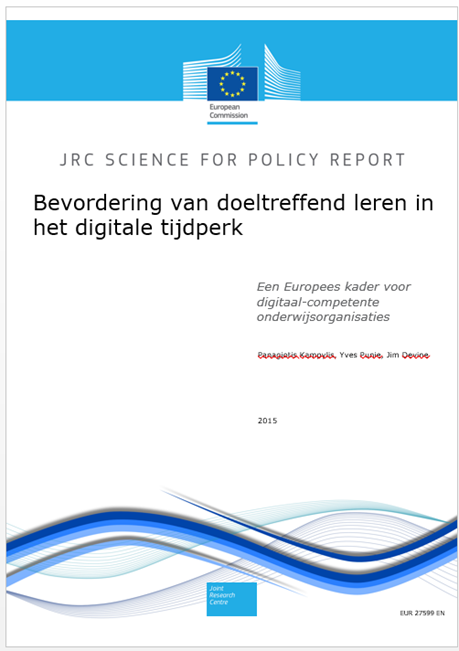 European
Commission
JRC SCIENCE FOR POLICY REPORT
Bevordering van doeltreffend leren in
het digitale tijdperk
Een Europees kader voor
digitaal-competente
onderwijsorganisaties
Panagiotis Kampylis, Yves Punie, Jim Devine
2015
Joint
Research
Centre
EUR 27599 EN